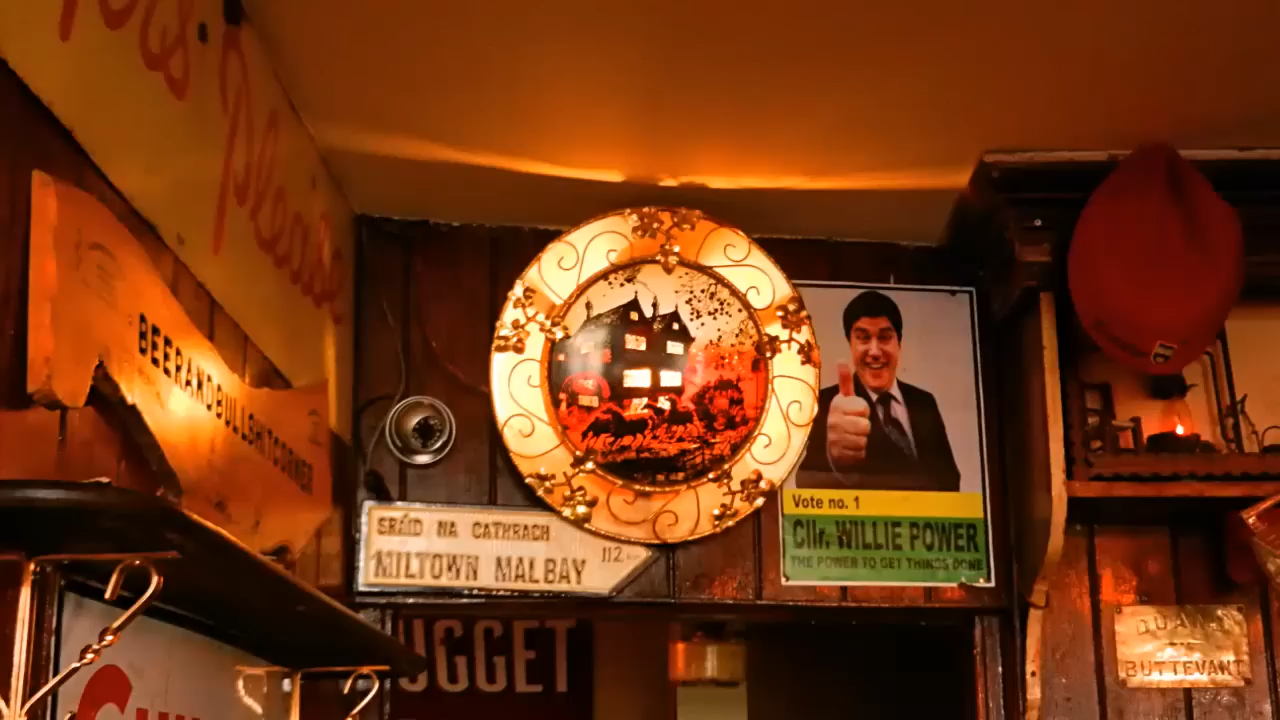 BEERANDBULLSHITCORNER
SRÁID NA CATHRACH
MILTOWN MALBAY
112
Vote no. 1
Cllr. WILLIE POWER
THE POWER TO GET THINGS DONE
NUGGET
BUTTEVANT